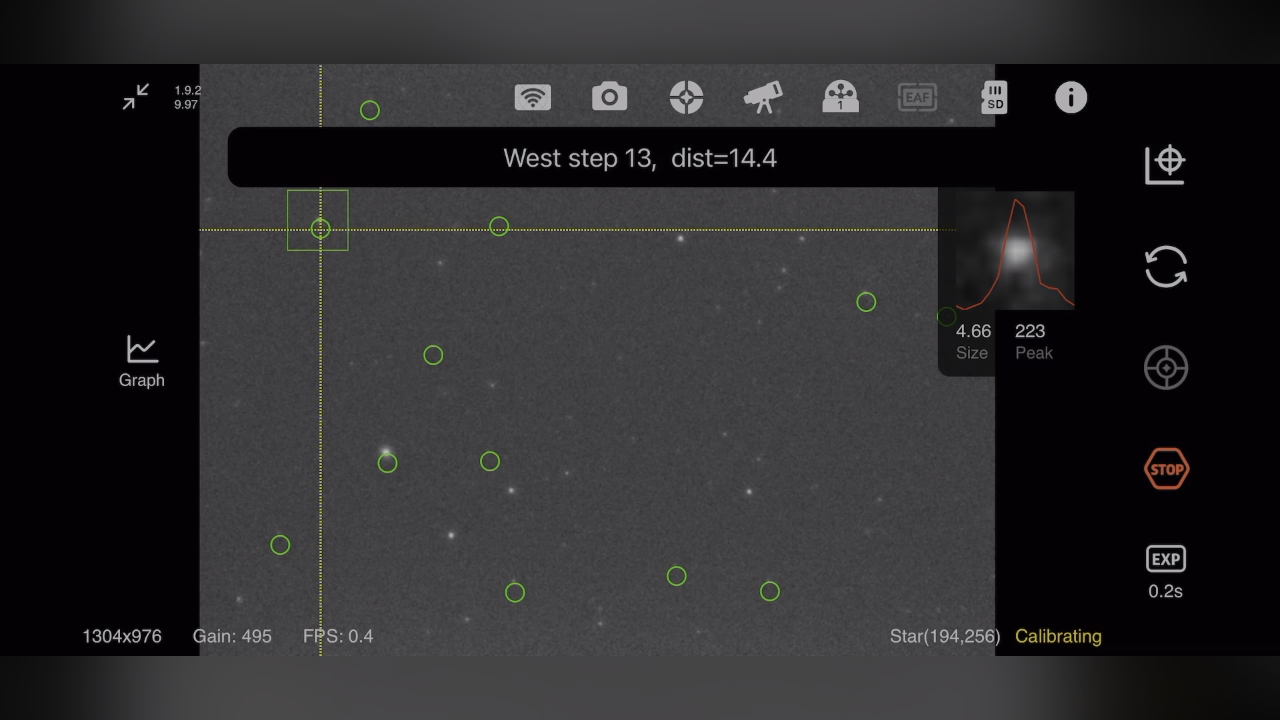 1.9.2
9.97
1
EAF
SD
West step 13, dist=14.4
4.66 223
Size Peak
Graph
STOP
EXP
0.2s
1304x976 Gain: 495 FPS: 0.4 Star(194,256) Calibrating